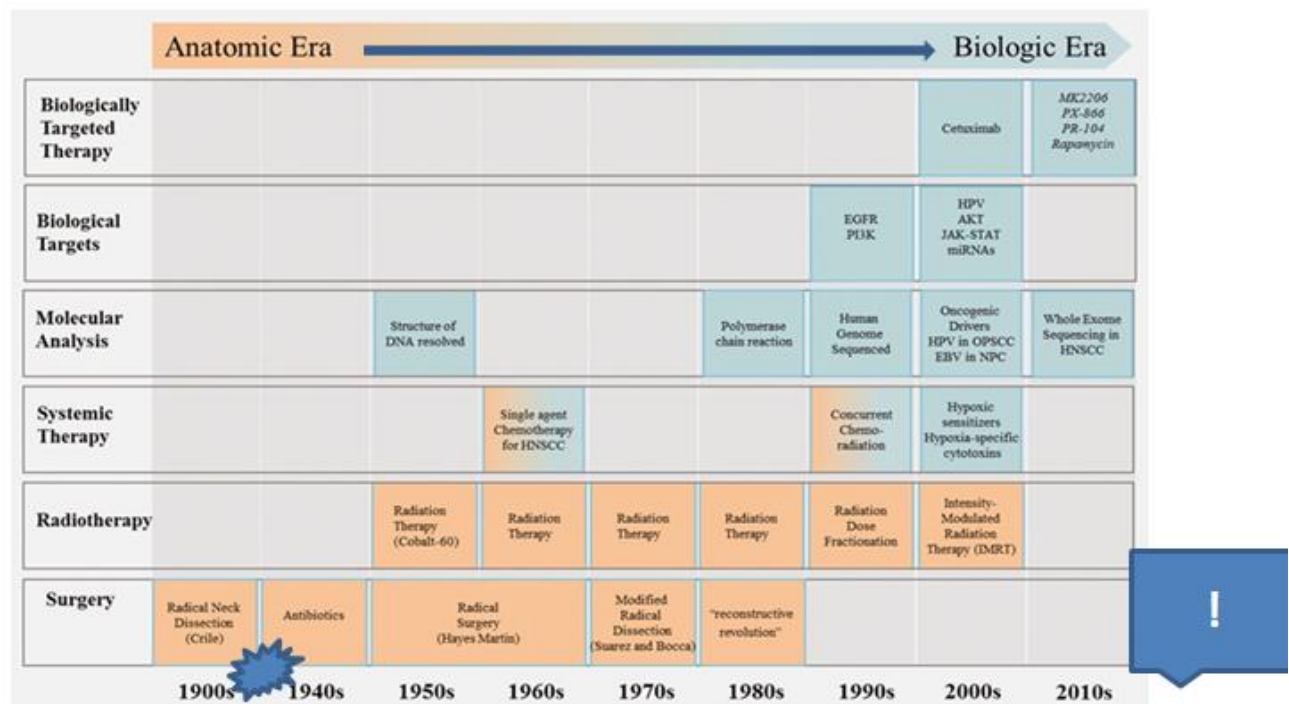 Anatomic Era
Biologic Era
Biologically
Targeted
Therapy
Cetuximab
MK2206
PX-866
PR-104
Rapamycin
Biological
Targets
EGFR
PI3K
HPV
AKT
JAK-STAT
miRNAs
Molecular
Analysis
Structure of
DNA resolved
Polymerase
chain reaction
Human
Genome
Sequenced
Oncogenic
Drivers
HPV in OPSCC
EBV in NPC
Whole Exome
Sequencing in
HNSCC
Systemic
Therapy
Single agent
Chemotherapy
for HNSCC
Concurrent
Chemo-
radiation
Hypoxic
sensitizers
Hypoxia-specific
cytotoxins
Radiotherapy
Radiation
Therapy
(Cobalt-60)
Radiation
Therapy
Radiation
Therapy
Radiation
Therapy
Radiation
Dose
Fractionation
Intensity-
Modulated
Radiation
Therapy (IMRT)
Surgery
Radical Neck
Dissection
(Crile)
Antibiotics
Radical
Surgery
(Hayes Martin)
Modified
Radical
Dissection
(Suarez and Bocca)
"reconstructive
revolution"
!
1900s
1940s
1950s
1960s
1970s
1980s
1990s
2000s
2010s